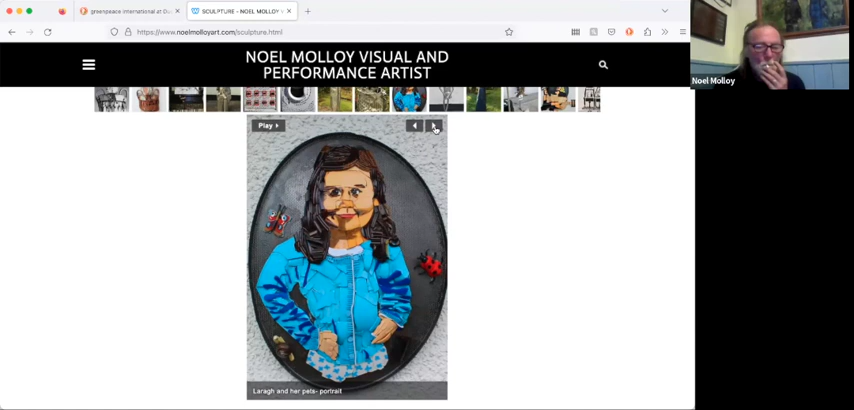 greenpeace international at Du
SCULPTURE - NOEL MOLLOY V
https://www.noelmolloyart.com/sculpture.html
NOEL MOLLOY VISUAL AND
PERFORMANCE ARTIST
Noel Molloy
Play
Laragh and her pets- portrait